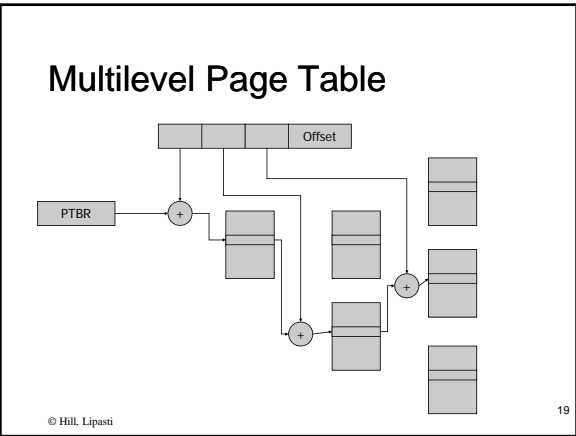 Multilevel Page Table
Offset
PTBR
+
+
+
© Hill, Lipasti
19